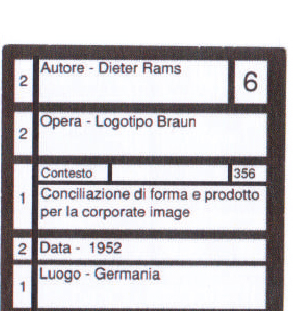 2 Autore - Dieter Rams 6
2 Opera - Logotipo Braun
Contesto 356
1 Conciliazione di forma e prodotto
per la corporate image
2 Data - 1952
1 Luogo - Germania